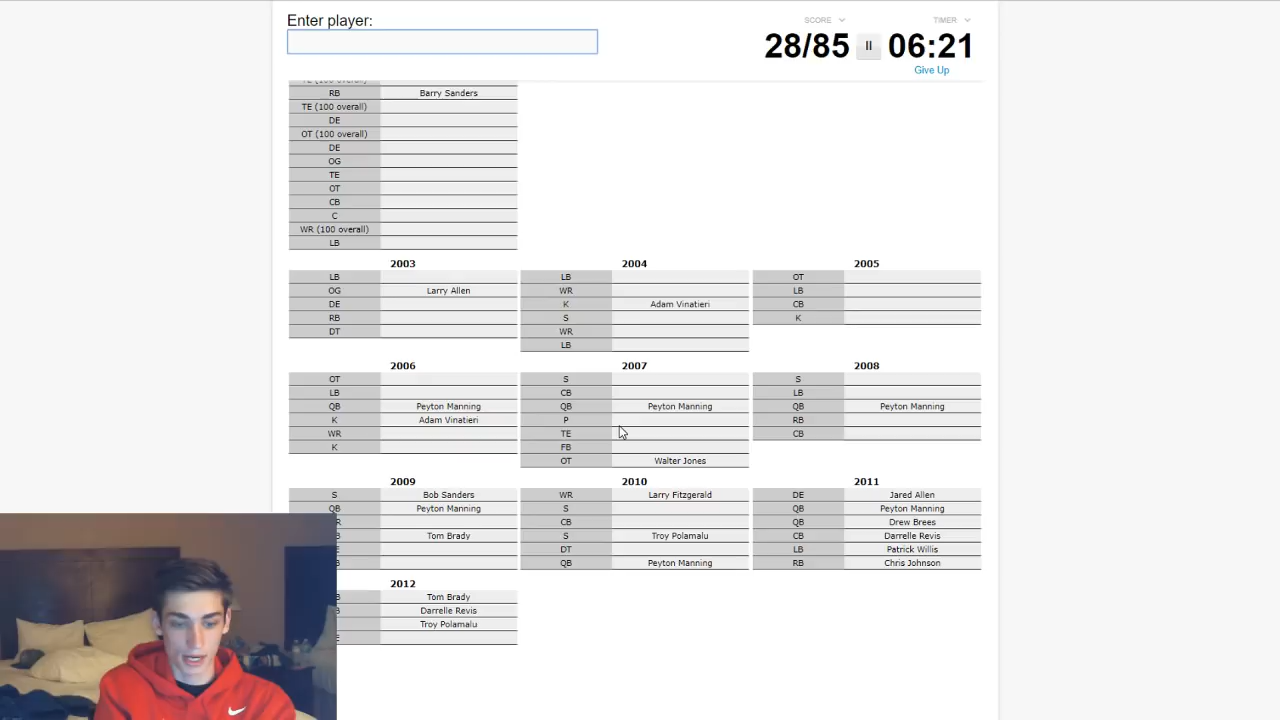 Enter player:
SCORE
TIMER
28/85
06:21
Give Up
TE (100 overall)
RB Barry Sanders
TE (100 overall)
DE
OT (100 overall)
DE
OG
TE
OT
CB
C
WR (100 overall)
LB
2003
LB
OG Larry Allen
DE
RB
DT
2004
LB
WR
K Adam Vinatieri
S
WR
LB
2005
OT
LB
CB
K
2006
OT
LB
QB Peyton Manning
K Adam Vinatieri
WR
K
2007
S
CB
QB Peyton Manning
P
TE
FB
OT Walter Jones
2008
S
LB
QB Peyton Manning
RB
CB
2009
S Bob Sanders
QB Peyton Manning
Tom Brady
2010
WR Larry Fitzgerald
S
CB
S Troy Polamalu
DT
QB Peyton Manning
2011
DE Jared Allen
QB Peyton Manning
QB Drew Brees
CB Darrelle Revis
LB Patrick Willis
RB Chris Johnson
2012
Tom Brady
Darrelle Revis
Troy Polamalu